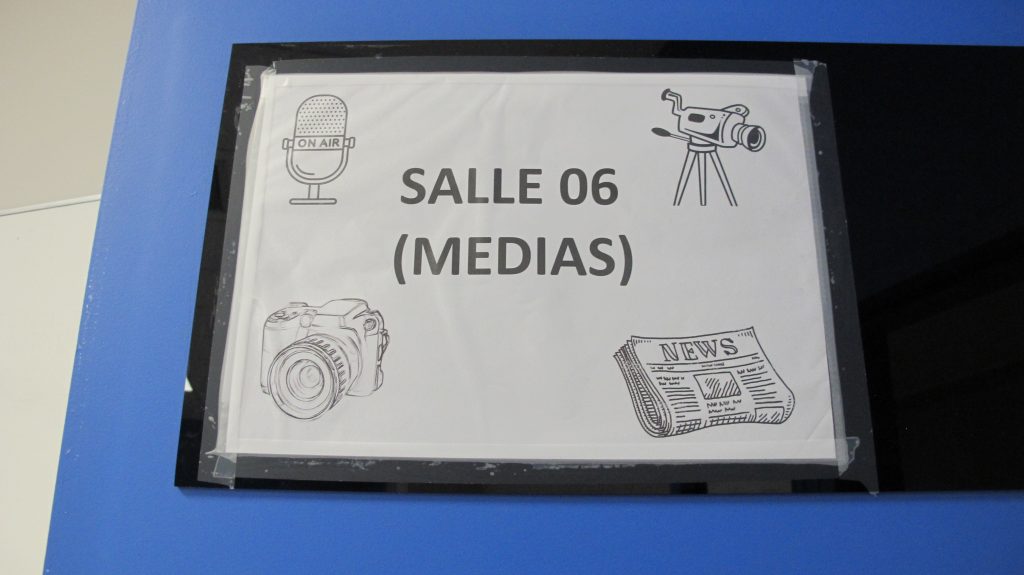 ON AIR
SALLE 06
(MEDIAS)
NEWS